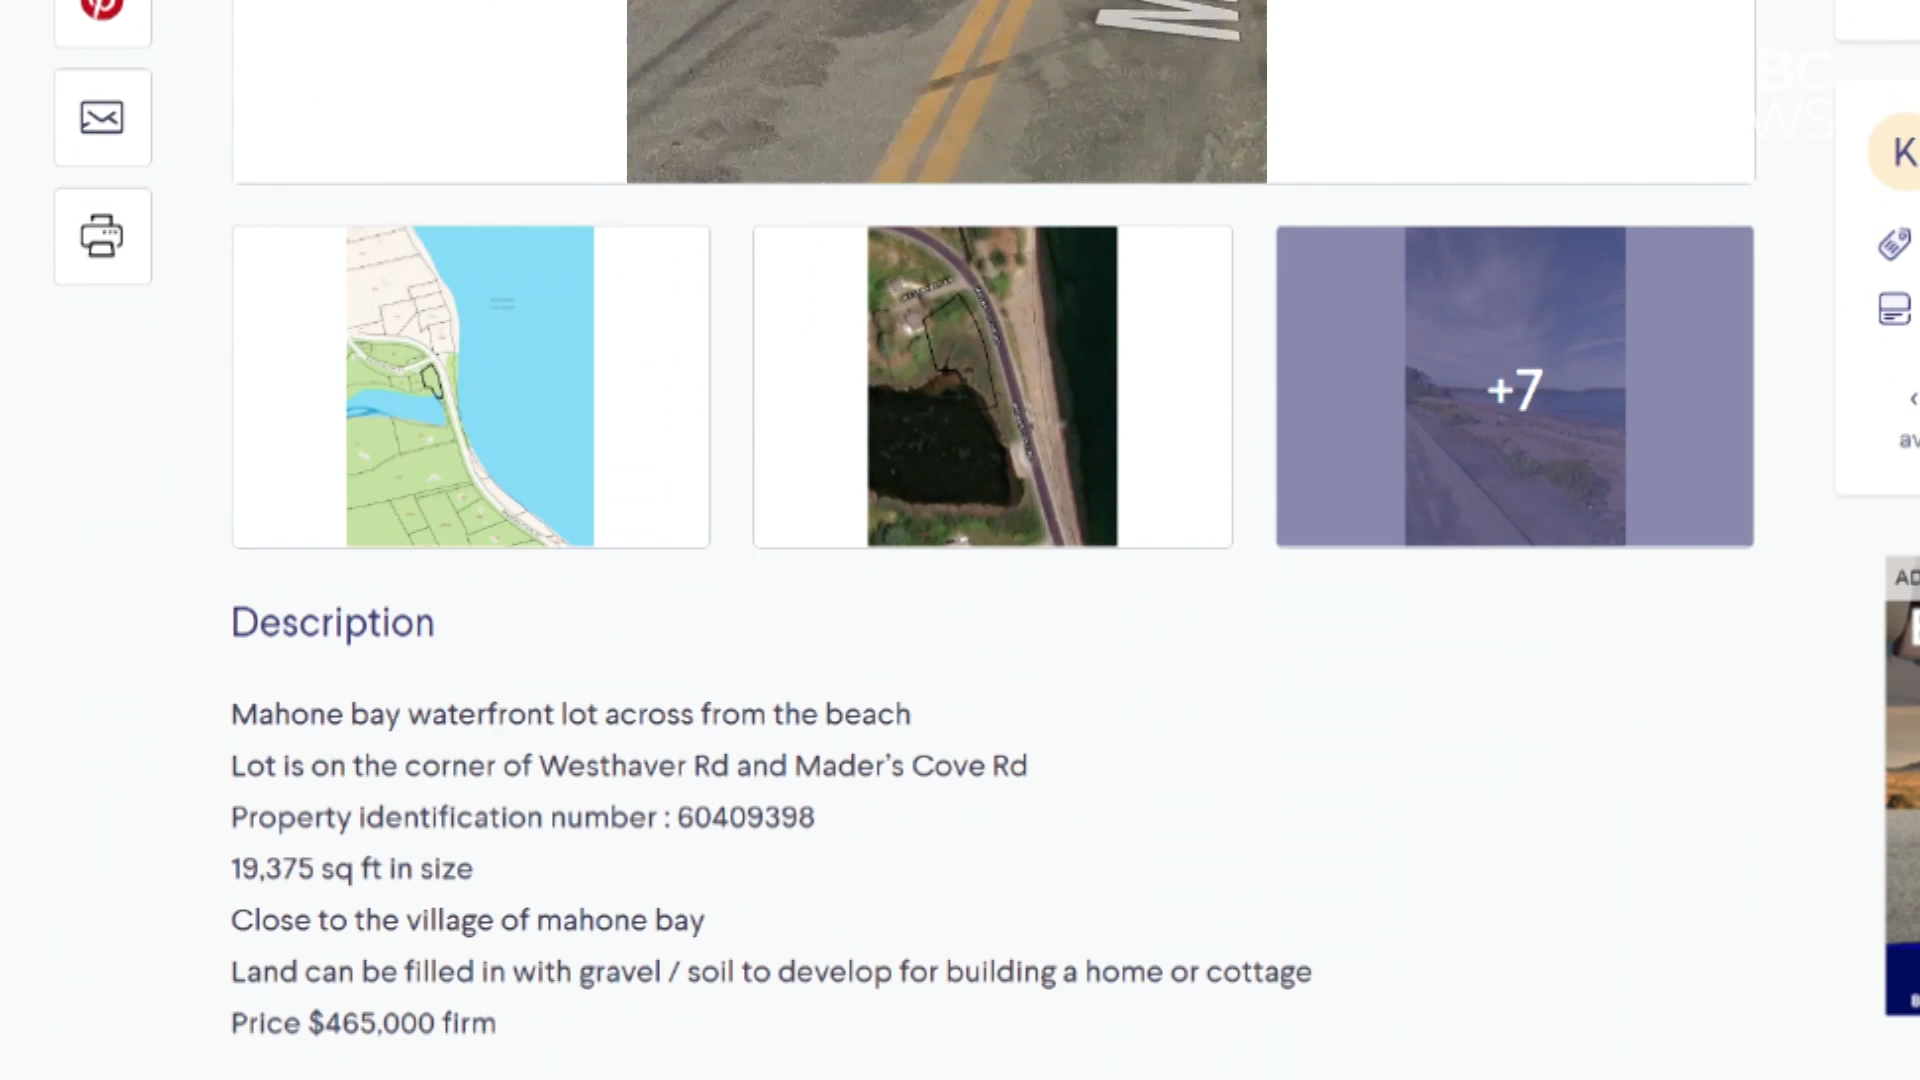 BC
K
+7
av
AD
Description
Mahone bay waterfront lot across from the beach
Lot is on the corner of Westhaver Rd and Mader’s Cove Rd
Property identification number : 60409398
19,375 sq ft in size
Close to the village of mahone bay
Land can be filled in with gravel / soil to develop for building a home or cottage
Price $465,000 firm